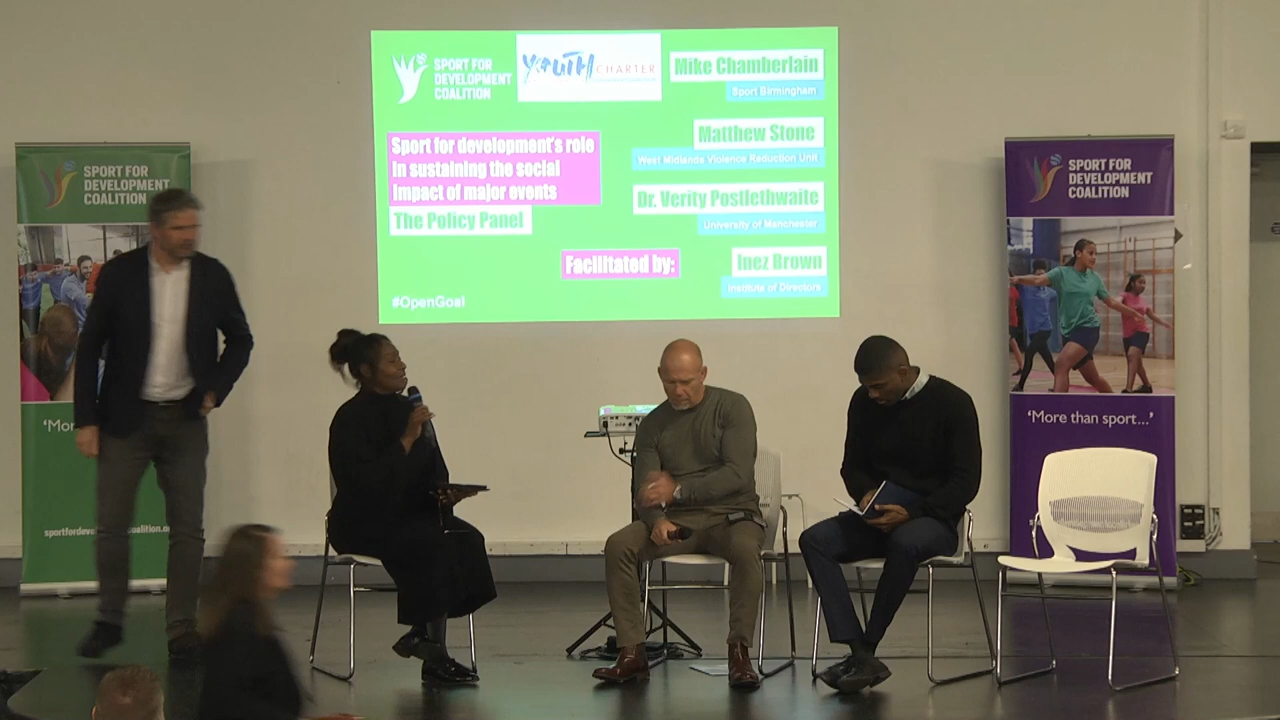 SPORT FOR
DEVELOPMENT
COALITION
YOUTH CHARTER
Mike Chamberlain
Sport Birmingham
Sport for development's role
in sustaining the social
impact of major events
The Policy Panel
Matthew Stone
West Midlands Violence Reduction Unit
Dr. Verity Postlethwaite
University of Manchester
Facilitated by:
Inez Brown
Institute of Directors
#OpenGoal
SPORT FOR
DEVELOPMENT
COALITION
'Mor
sportfordevelopmentcoalition.or
SPORT FOR
DEVELOPMENT
COALITION
'More than sport...'